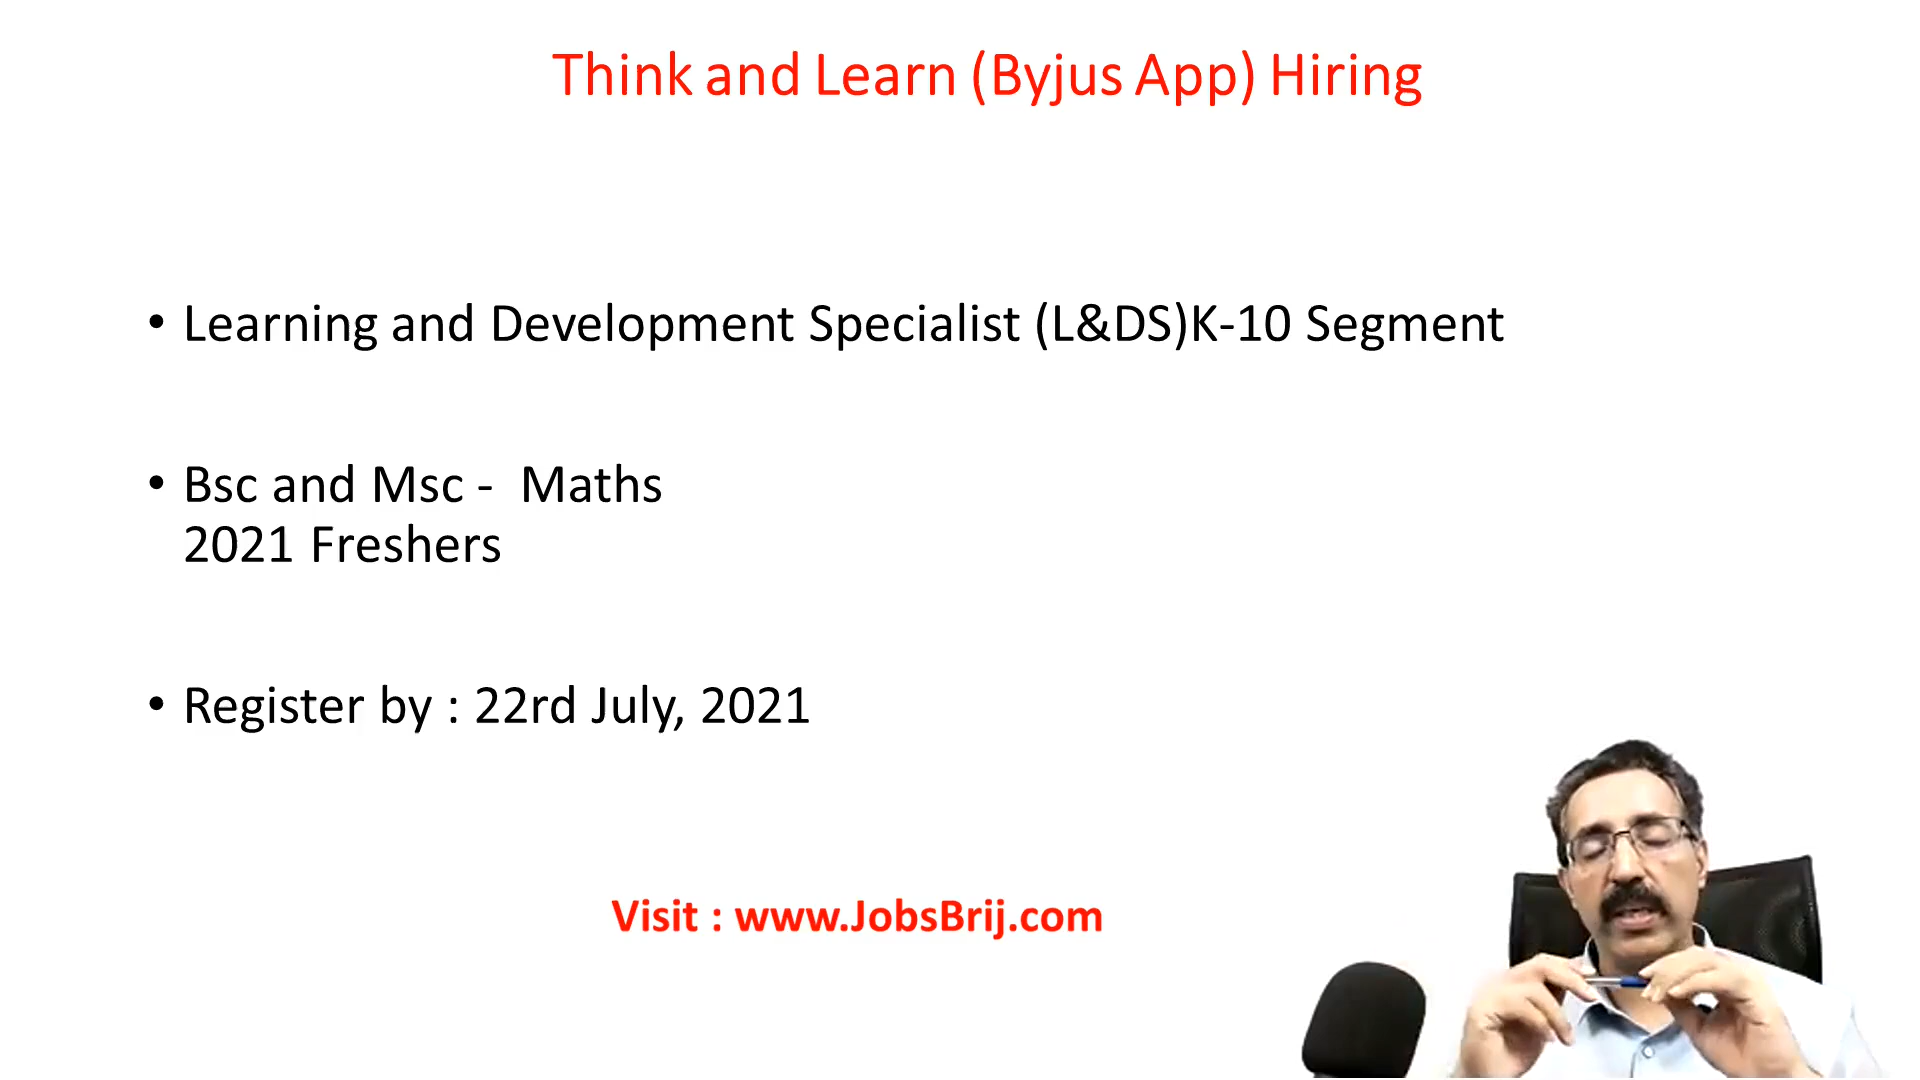 Think and Learn (Byjus App) Hiring
• Learning and Development Specialist (L&DS)K-10 Segment
• Bsc and Msc - Maths
2021 Freshers
• Register by : 22rd July, 2021
Visit : www.JobsBrij.com